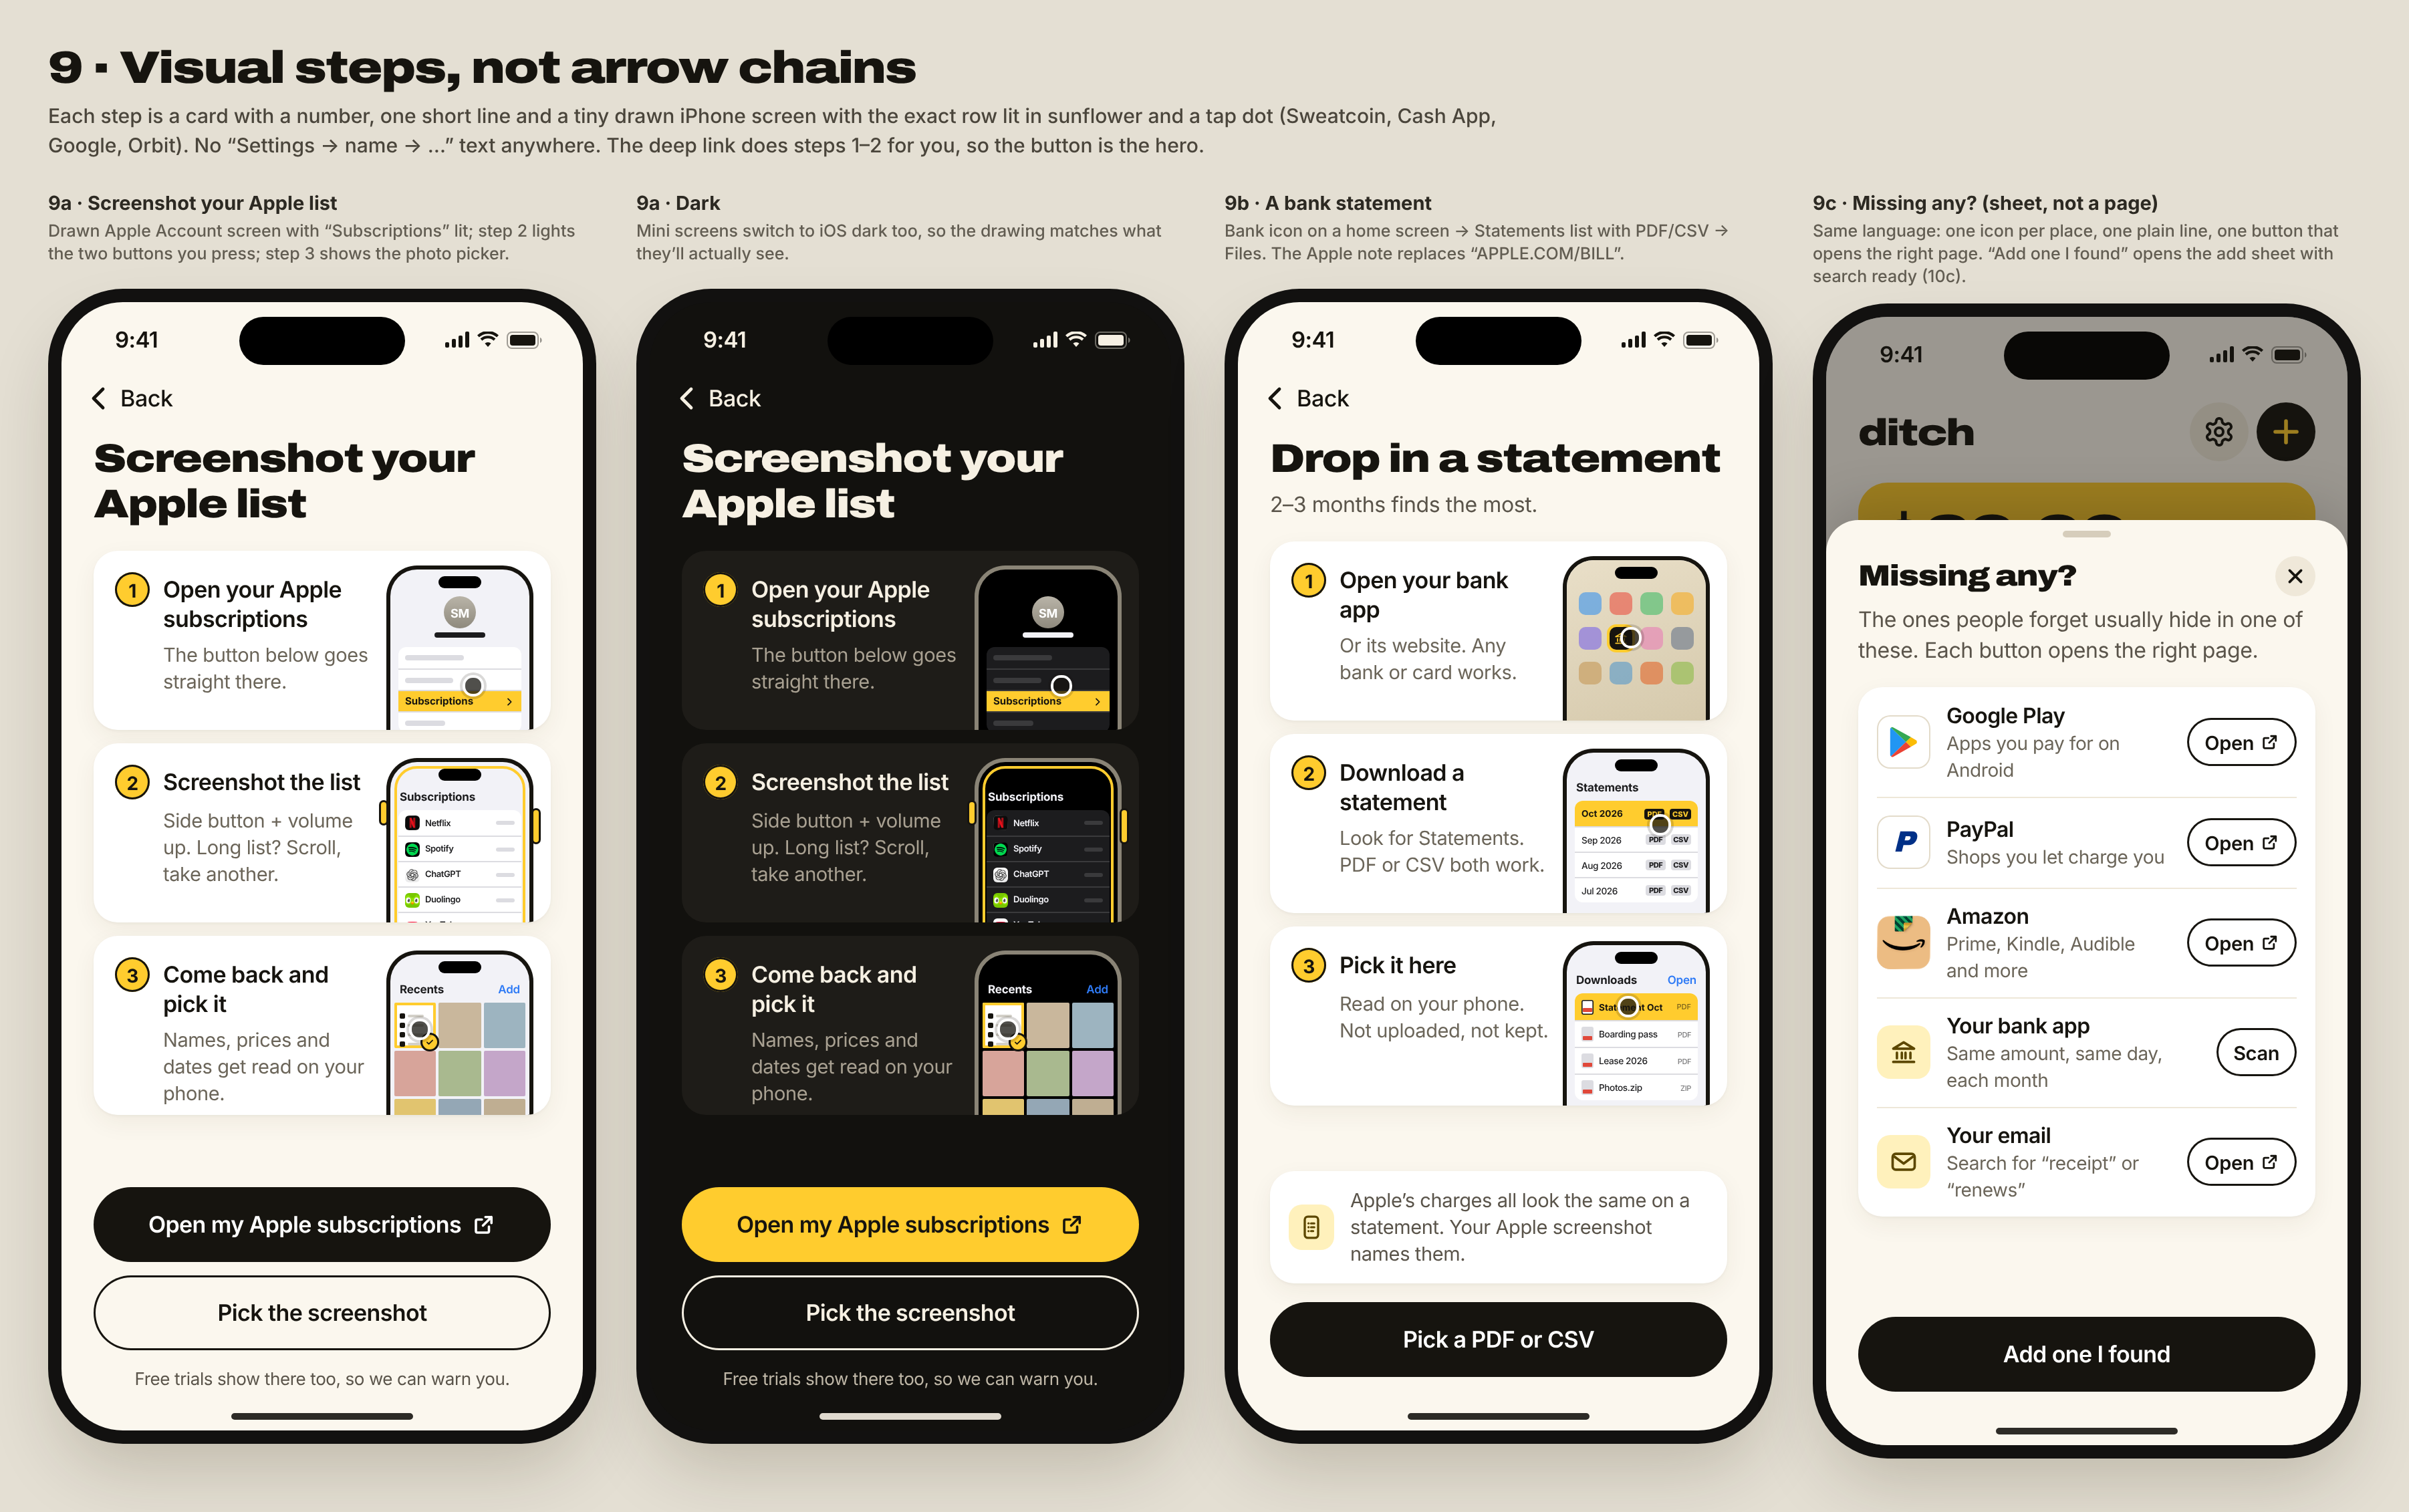 9 · Visual steps, not arrow chains
Each step is a card with a number, one short line and a tiny drawn iPhone screen with the exact row lit in sunflower and a tap dot (Sweatcoin, Cash App,
Google, Orbit). No “Settings → name → …” text anywhere. The deep link does steps 1–2 for you, so the button is the hero.
9a · Screenshot your Apple list
Drawn Apple Account screen with “Subscriptions” lit; step 2 lights
the two buttons you press; step 3 shows the photo picker.
9:41
Back
Screenshot your
Apple list
1
Open your Apple
subscriptions
The button below goes
straight there.
SM
Subscriptions
2
Screenshot the list
Side button + volume
up. Long list? Scroll,
take another.
Subscriptions
Netflix
Spotify
ChatGPT
Duolingo
3
Come back and
pick it
Names, prices and
dates get read on your
phone.
Recents Add
Open my Apple subscriptions
Pick the screenshot
Free trials show there too, so we can warn you.
9a · Dark
Mini screens switch to iOS dark too, so the drawing matches what
they’ll actually see.
9:41
Back
Screenshot your
Apple list
1
Open your Apple
subscriptions
The button below goes
straight there.
SM
Subscriptions
2
Screenshot the list
Side button + volume
up. Long list? Scroll,
take another.
Subscriptions
Netflix
Spotify
ChatGPT
Duolingo
3
Come back and
pick it
Names, prices and
dates get read on your
phone.
Recents Add
Open my Apple subscriptions
Pick the screenshot
Free trials show there too, so we can warn you.
9b · A bank statement
Bank icon on a home screen → Statements list with PDF/CSV →
Files. The Apple note replaces “APPLE.COM/BILL”.
9:41
Back
Drop in a statement
2–3 months finds the most.
1
Open your bank
app
Or its website. Any
bank or card works.
2
Download a
statement
Look for Statements.
PDF or CSV both work.
Statements
Oct 2026 PDF CSV
Sep 2026 PDF CSV
Aug 2026 PDF CSV
Jul 2026 PDF CSV
3
Pick it here
Read on your phone.
Not uploaded, not kept.
Downloads Open
Statement Oct PDF
Boarding pass PDF
Lease 2026 PDF
Photos.zip ZIP
Apple’s charges all look the same on a
statement. Your Apple screenshot
names them.
Pick a PDF or CSV
9c · Missing any? (sheet, not a page)
Same language: one icon per place, one plain line, one button that
opens the right page. “Add one I found” opens the add sheet with
search ready (10c).
9:41
ditch
Missing any?
The ones people forget usually hide in one of
these. Each button opens the right page.
Google Play
Apps you pay for on
Android
Open
PayPal
Shops you let charge you
Open
Amazon
Prime, Kindle, Audible
and more
Open
Your bank app
Same amount, same day,
each month
Scan
Your email
Search for “receipt” or
“renews”
Open
Add one I found